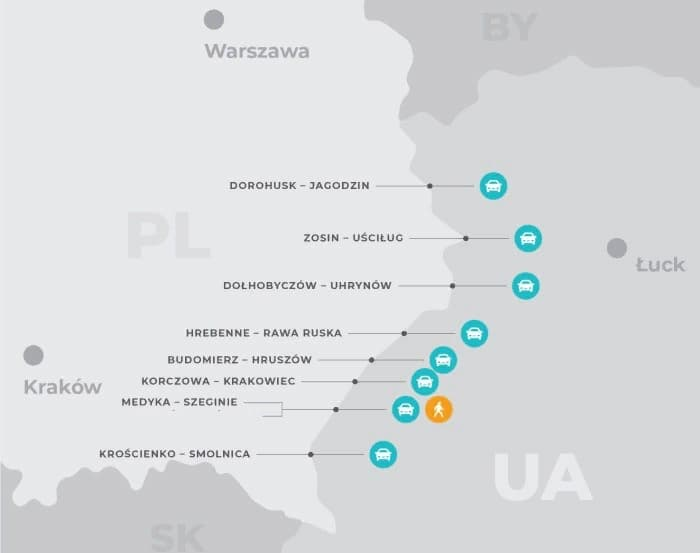 BY
Warszawa
DOROHUSK – JAGODZIN
PL
ZOSIN – UŚCIŁUG
Łuck
DOŁHOBYCZÓW – UHRYNÓW
HREBENNE – RAWA RUSKA
BUDOMIERZ – HRUSZÓW
Kraków
KORCZOWA – KRAKOWIEC
MEDYKA – SZEGINIE
KROŚCIENKO – SMOLNICA
UA
SK